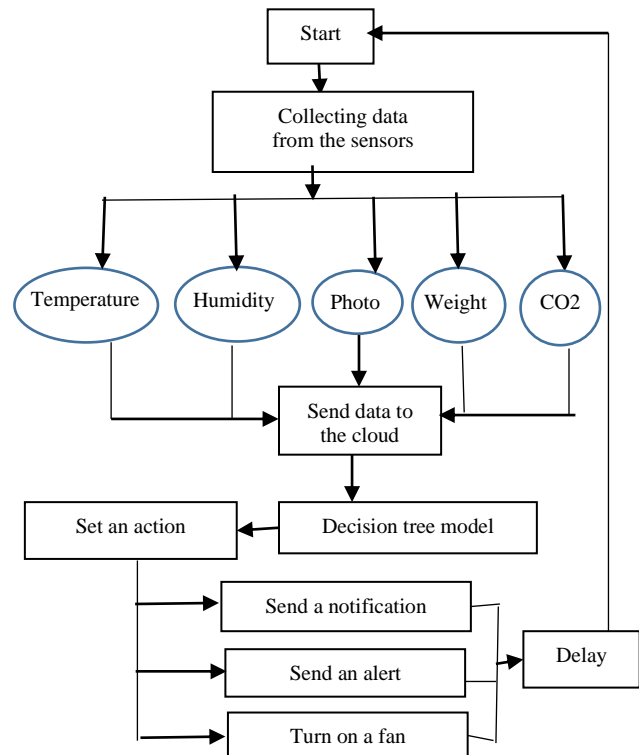 Start
Collecting data
from the sensors
Temperature
Humidity
Photo
Weight
CO2
Send data to
the cloud
Set an action
Decision tree model
Send a notification
Send an alert
Delay
Turn on a fan